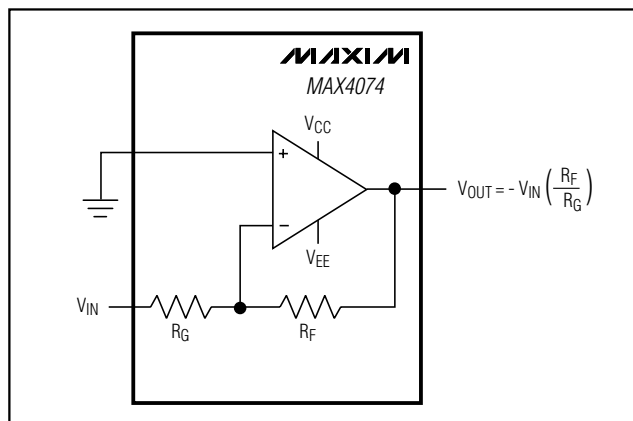 MAXIM
MAX4074
VCC
+
−
VEE
VOUT = - VIN (RF/RG)
VIN
RG
RF